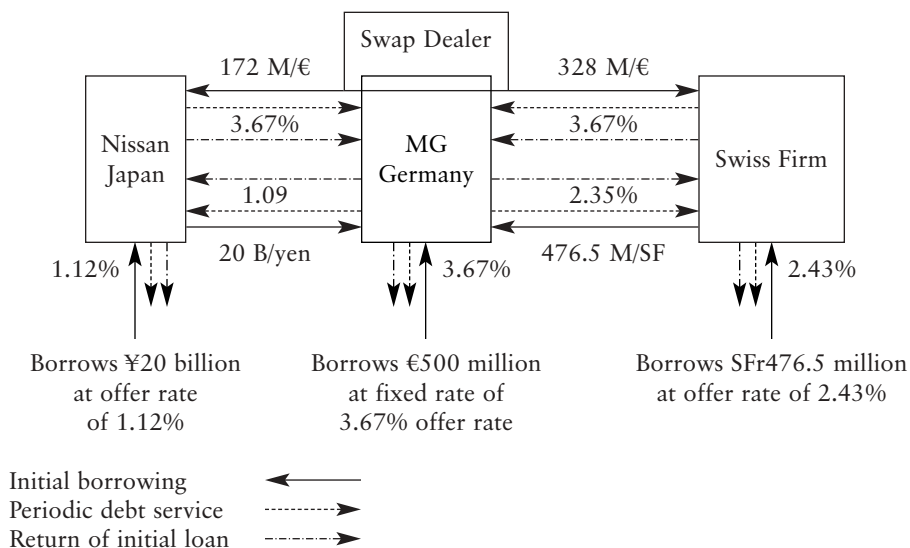 Swap Dealer
172 M/€
328 M/€
3.67%
3.67%
Nissan
Japan
MG
Germany
Swiss Firm
1.09
2.35%
20 B/yen
476.5 M/SF
1.12%
3.67%
2.43%
Borrows ¥20 billion
at offer rate
of 1.12%
Borrows €500 million
at fixed rate of
3.67% offer rate
Borrows SFr476.5 million
at offer rate of 2.43%
Initial borrowing
Periodic debt service
Return of initial loan